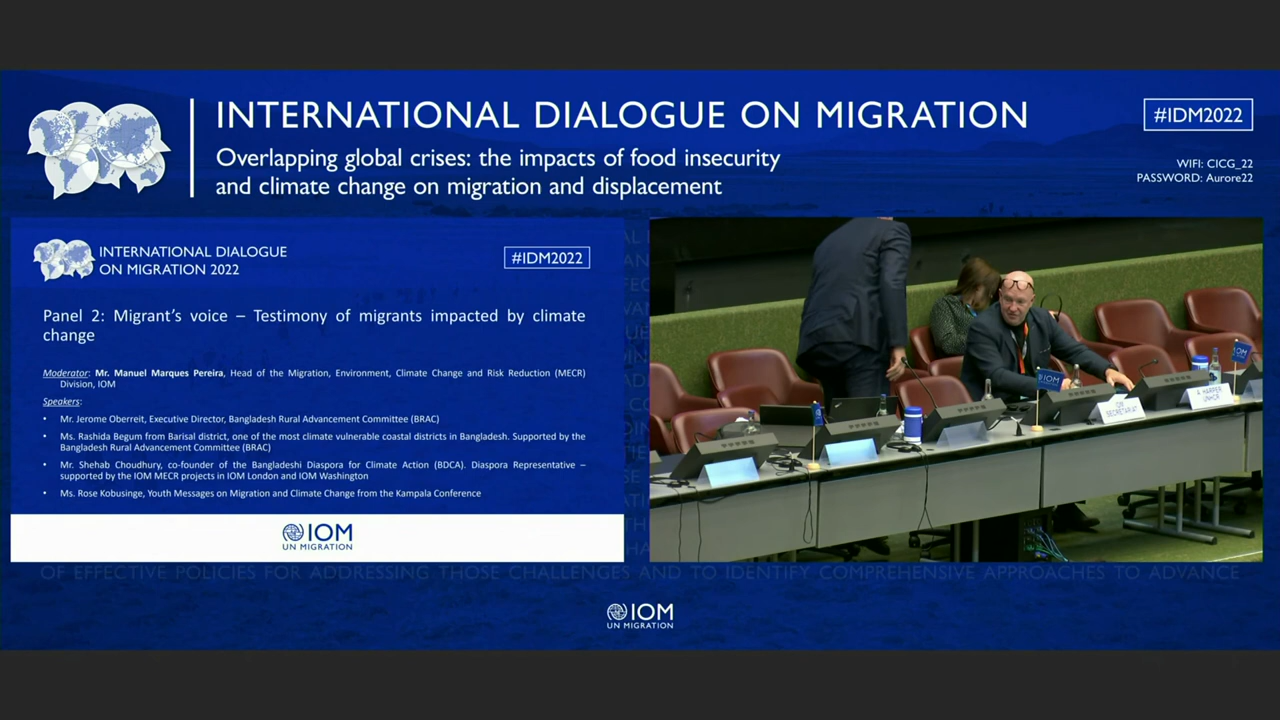 INTERNATIONAL DIALOGUE ON MIGRATION
Overlapping global crises: the impacts of food insecurity
and climate change on migration and displacement
#IDM2022
WIFI: CICG_22
PASSWORD: Aurore22
INTERNATIONAL DIALOGUE
ON MIGRATION 2022
#IDM2022
Panel 2: Migrant's voice – Testimony of migrants impacted by climate
change
Moderator: Mr. Manuel Marques Pereira, Head of the Migration, Environment, Climate Change and Risk Reduction (MECR)
Division, IOM
Speakers:
• Mr. Jerome Oberreit, Executive Director, Bangladesh Rural Advancement Committee (BRAC)
• Ms. Rashida Begum from Barisal district, one of the most climate vulnerable coastal districts in Bangladesh. Supported by the
Bangladesh Rural Advancement Committee (BRAC)
• Mr. Shehab Choudhury, co-founder of the Bangladeshi Diaspora for Climate Action (BDCA). Diaspora Representative –
supported by the IOM MECR projects in IOM London and IOM Washington
• Ms. Rose Kobusinge, Youth Messages on Migration and Climate Change from the Kampala Conference
IOM
UN MIGRATION
IOM
IOM
SECRETARIAT
A. HARPER
UNHCR
OF EFFECTIVE POLICIES FOR ADDRESSING THOSE CHALLENGES AND TO IDENTIFY COMPREHENSIVE APPROACHES TO ADVANCE
IOM
UN MIGRATION